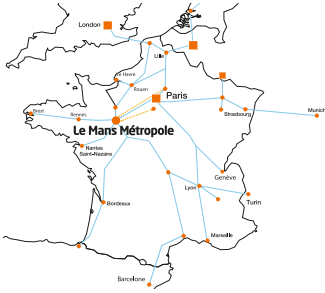 London
Lille
Le Havre
Rouen
Paris
Brest
Rennes
Strasbourg
Munich
Le Mans Métropole
Nantes
Saint-Nazaire
Genève
Lyon
Turin
Bordeaux
Marseille
Barcelone